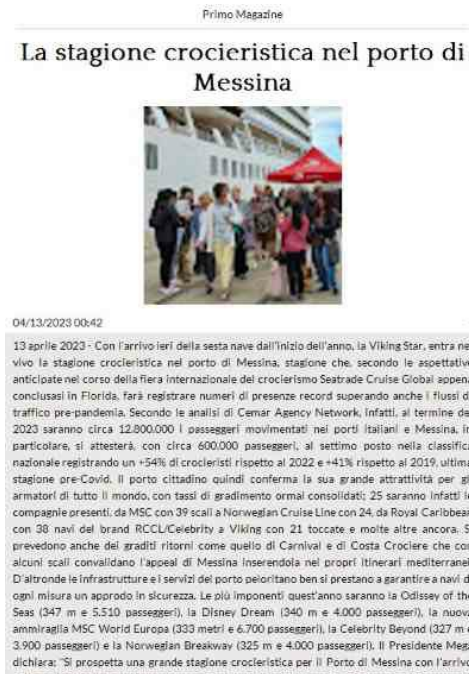 Primo Magazine
La stagione crocieristica nel porto di
Messina
04/13/2023 00:42
13 aprile 2023 - Con l'arrivo ieri della sesta nave dall'inizio dell'anno, la Viking Star, entra nel
vivo la stagione crocieristica nel porto di Messina, stagione che, secondo le aspettative
anticipate nel corso della fiera internazionale del crocierismo Seatrade Cruise Global appena
conclusasi in Florida, farà registrare numeri di presenze record superando anche i flussi di
traffico pre-pandemia. Secondo le analisi di Cemar Agency Network, infatti, al termine del
2023 saranno circa 12.800.000 i passeggeri movimentati nei porti italiani e Messina, in
particolare, si attesterà, con circa 600.000 passeggeri, al settimo posto nella classifica
nazionale registrando un +54% di crocieristi rispetto al 2022 e +41% rispetto al 2019, ultima
stagione pre-Covid. Il porto cittadino quindi conferma la sua grande attrattività per gli
armatori di tutto il mondo, con tassi di gradimento ormai consolidati; 25 saranno infatti le
compagnie presenti, da MSC con 39 scali a Norwegian Cruise Line con 24, da Royal Caribbean
con 38 navi del brand RCCL/Celebrity a Viking con 21 toccate e molte altre ancora. Si
prevedono anche dei graditi ritorni come quello di Carnival e di Costa Crociere che con
alcuni scali convalidano l'appeal di Messina inserendola nei propri itinerari mediterranei.
D'altronde le infrastrutture e i servizi del porto peloritano ben si prestano a garantire a navi di
ogni misura un approdo in sicurezza. Le più imponenti quest'anno saranno la Odissey of the
Seas (347 m e 5.510 passeggeri), la Disney Dream (340 m e 4.000 passeggeri), la nuova
ammiraglia MSC World Europa (333 metri e 6.700 passeggeri), la Celebrity Beyond (327 m e
3.900 passeggeri) e la Norwegian Breakway (325 m e 4.000 passeggeri). Il Presidente Mega
dichiara: "Si prospetta una grande stagione crocieristica per il Porto di Messina con l'arrivo